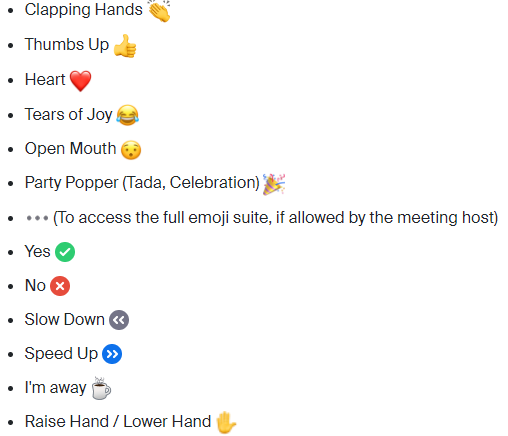 Clapping Hands 👏
Thumbs Up 👍
Heart ❤️
Tears of Joy 😂
Open Mouth 😯
Party Popper (Tada, Celebration) 🎉
••• (To access the full emoji suite, if allowed by the meeting host)
Yes
No
Slow Down
Speed Up
I'm away ☕
Raise Hand / Lower Hand ✋